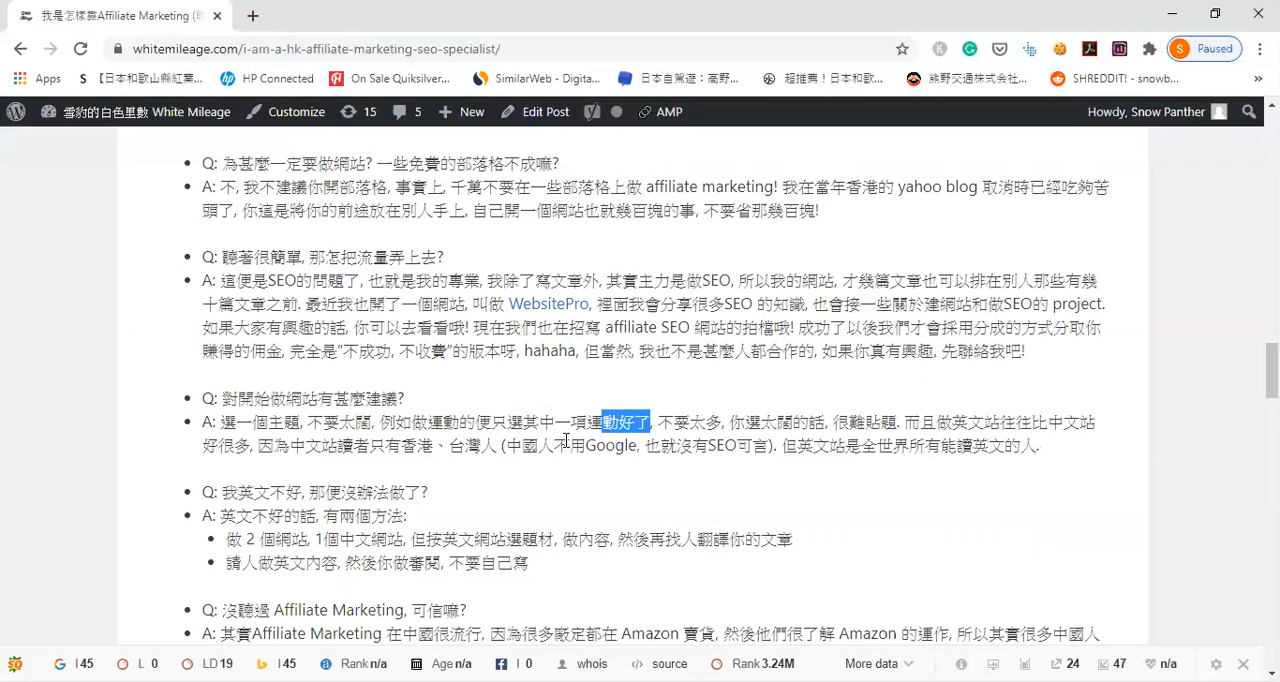 我是怎樣靠Affiliate Marketing (
whitemileage.com/i-am-a-hk-affiliate-marketing-seo-specialist/
S Paused
Apps
S 【日本和歌山縣紅葉...
hp HP Connected
On Sale Quiksilver...
SimilarWeb - Digita...
日本自駕遊:
超推!日本和歌...
熊野交通株式会社...
SHREDDIT! - snowb...
»
雪豹的白色里數 White Mileage
Customize
15
5
New
Edit Post
AMP
Howdy, Snow Panther
Q: 為甚麼一定要做網站? 一些免費的部落格不成嘛?
A: 不, 我不建議你開部落格, 事實上, 千萬不要在一些部落格上做 affiliate marketing! 我在當年香港的 yahoo blog 取消時已經吃夠苦
頭了, 你這是將你的前途放在別人手上, 自己開一個網站也就幾百塊的事, 不要省那幾百塊!
Q: 聽著很簡單, 那怎把流量弄上去?
A: 這便是SEO的問題了, 也就是我的專業, 我除了寫文章外, 其實主力是做SEO, 所以我的網站, 才幾篇文章也可以排在別人那些有幾
十篇文章之前. 最近我也開了一個網站, 叫做 WebsitePro, 裡面我會分享很多SEO 的知識, 也會接一些關於建網站和做SEO的 project.
如果大家有興趣的話, 你可以去看看哦! 現在我們也在招寫 affiliate SEO 網站的拍檔哦! 成功了以後我們才會採用分成的方式分取你
賺得的佣金, 完全是"不成功, 不收費"的版本呀, hahaha, 但當然, 我也不是甚麼人都合作的, 如果你真有興趣, 先聯絡我吧!
Q: 對開始做網站有甚麼建議?
A: 選一個主題, 不要太闊, 例如做運動的便只選其中一項運動好了, 不要太多, 你選太闊的話, 很難貼題. 而且做英文站往往比中文站
好很多, 因為中文站讀者只有香港、台灣人 (中國人不用Google, 也就沒有SEO可言). 但英文站是全世界所有能讀英文的人.
Q: 我英文不好, 那便沒辦法做了?
A: 英文不好的話, 有兩個方法:
做 2 個網站, 1個中文網站, 但按英文網站選題材, 做內容, 然後再找人翻譯你的文章
請人做英文內容, 然後你做審閱, 不要自己寫
Q: 沒聽過 Affiliate Marketing, 可信嘛?
A: 其實Affiliate Marketing 在中國很流行, 因為很多廠定都在 Amazon 賣貨, 然後他們很了解 Amazon 的運作, 所以其實很多中國人
I 45
L 0
LD 19
I 45
Rank n/a
Age n/a
I 0
whois
source
Rank 3.24M
More data
24
47
n/a